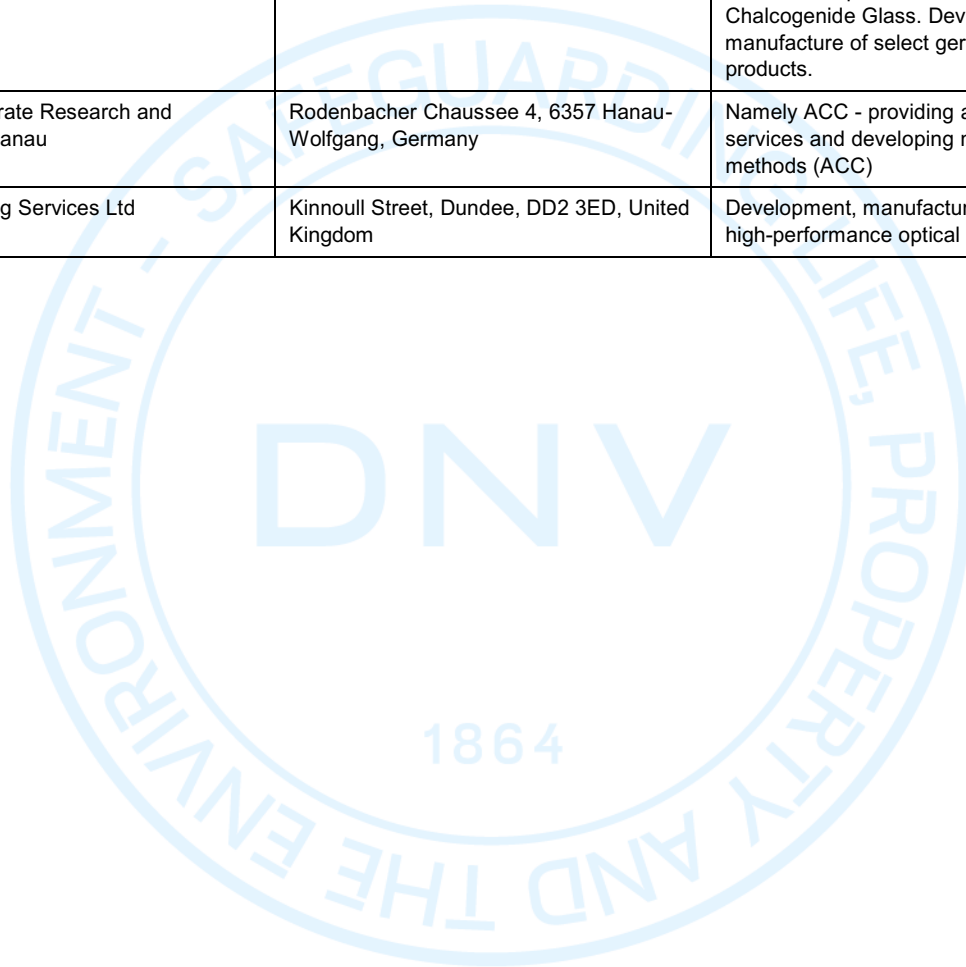 Chalcogenide Glass. Dev
manufacture of select ger
products.
rate Research and
anau
Rodenbacher Chaussee 4, 6357 Hanau-
Wolfgang, Germany
Namely ACC - providing a
services and developing
methods (ACC)
g Services Ltd
Kinnoull Street, Dundee, DD2 3ED, United
Kingdom
Development, manufactur
high-performance optical
SAFEGUARDING LIFE, PROPERTY AND THE ENVIRONMENT -
DNV
1864